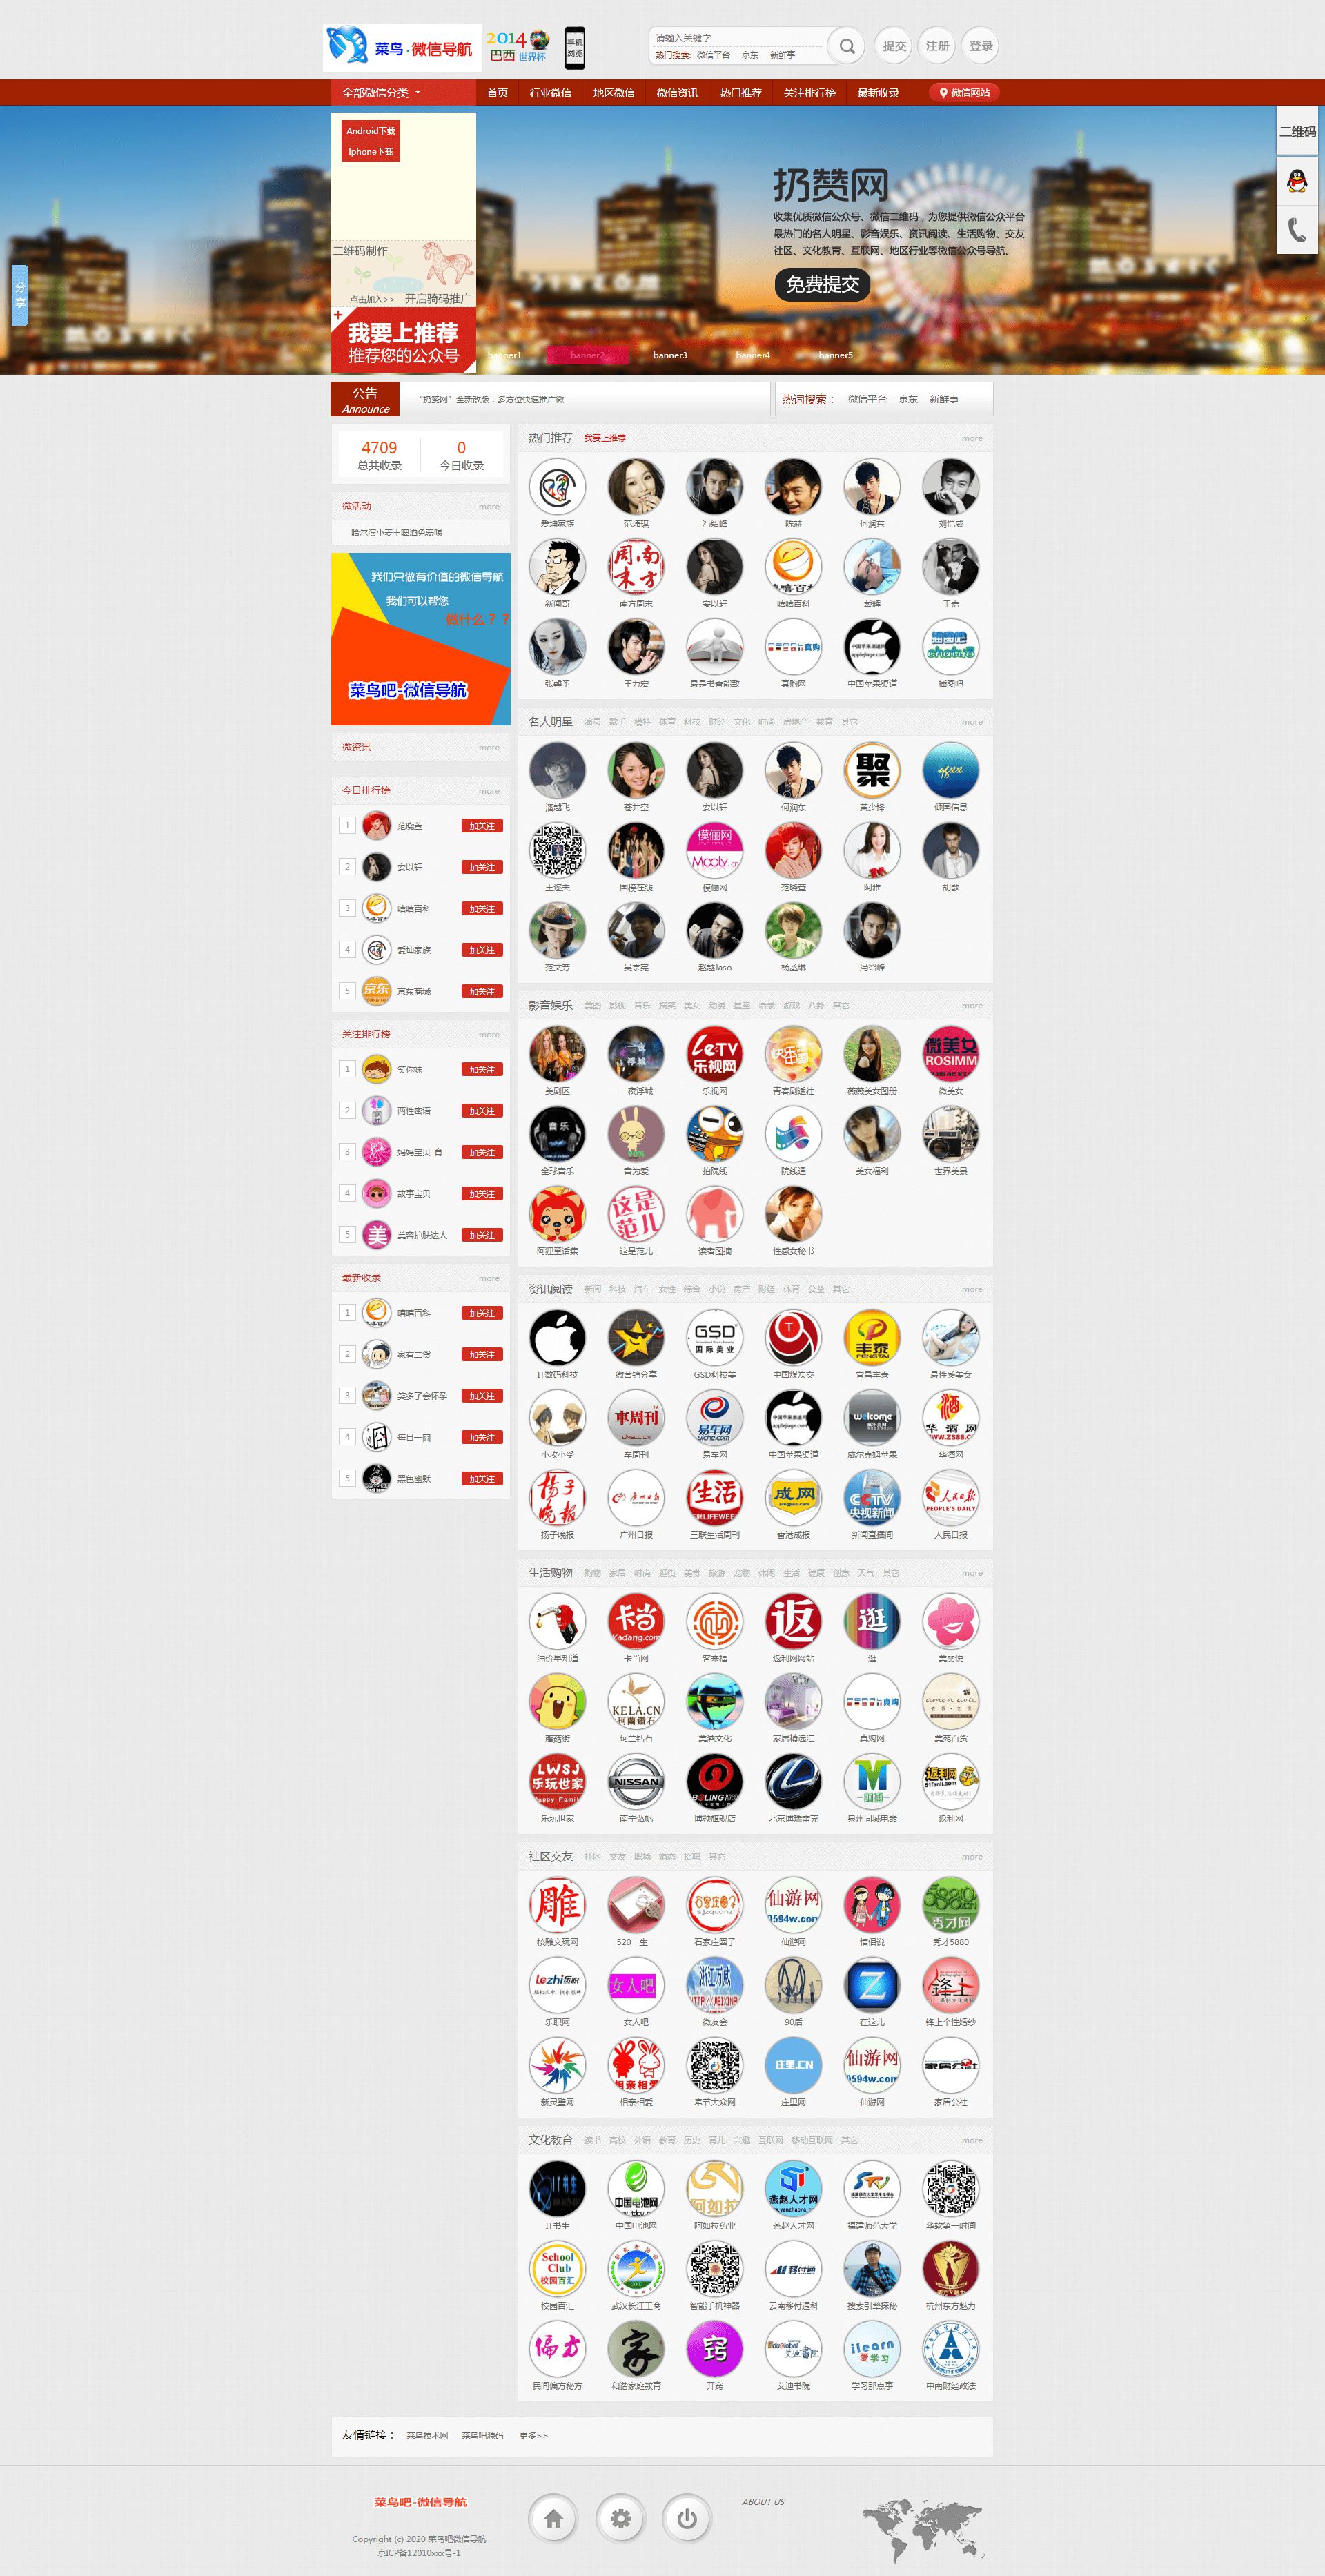 菜鸟·微信导航
2014
巴西 世界杯
手机浏览
请输入关键字
热门搜索: 微信平台 京东 新鲜事
提交 注册 登录
全部微信分类
首页 行业微信 地区微信 微信资讯 热门推荐 关注排行榜 最新收录
微信网站
Android下载
Iphone下载
二维码制作
点击加入>> 开启骑码推广
我要上推荐
推荐您的公众号
扔赞网
收集优质微信公众号、微信二维码，为您提供微信公众平台
最热门的名人明星、影音娱乐、资讯阅读、生活购物、交友
社区、文化教育、互联网、地区行业等微信公众号导航。
免费提交
二维码
分享
banner1 banner2 banner3 banner4 banner5
公告
Announce
“扔赞网”全新改版，多方位快速推广微
热词搜索： 微信平台 京东 新鲜事
4709 0
总共收录 今日收录
微活动 more
哈尔滨小麦王啤酒免费喝
我们只做有价值的微信导航
我们可以帮您
做什么？？
菜鸟吧-微信导航
微资讯 more
今日排行榜 more
1 范晓萱 加关注
2 安以轩 加关注
3 嘻嘻百科 加关注
4 爱坤家族 加关注
5 京东商城 加关注
关注排行榜 more
1 笑你妹 加关注
2 两性密语 加关注
3 妈妈宝贝-育 加关注
4 故事宝贝 加关注
5 美容护肤达人 加关注
最新收录 more
1 嘻嘻百科 加关注
2 家有二货 加关注
3 笑多了会怀孕 加关注
4 每日一囧 加关注
5 黑色幽默 加关注
热门推荐 我要上推荐 more
爱坤家族 范玮琪 冯绍峰 陈赫 何润东 刘恺威
新闻哥 南方周末 安以轩 嘻嘻百科 戴辉 于嘉
张馨予 王力宏 最是书香能致 真购网 中国苹果渠道 插图吧
名人明星 演员 歌手 模特 体育 科技 财经 文化 时尚 房地产 教育 其它 more
潘越飞 苍井空 安以轩 何润东 黄少锋 倾国信息
王迩夫 国模在线 模俪网 范晓萱 阿雅 胡歌
范文芳 吴宗宪 赵越Jaso 杨丞琳 冯绍峰
影音娱乐 美图 影视 音乐 搞笑 美女 动漫 星座 语录 游戏 八卦 其它 more
美剧区 一夜浮城 乐视网 青春剧透社 薇薇美女图册 微美女
全球音乐 音为爱 拍院线 院线通 美女福利 世界美景
阿狸童话集 这是范儿 读者图摘 性感女秘书
资讯阅读 新闻 科技 汽车 女性 综合 小说 房产 财经 体育 公益 其它 more
IT数码科技 微营销分享 GSD科技美 中国煤炭交 宜昌丰泰 最性感美女
小攻小受 车周刊 易车网 中国苹果渠道 威尔克姆苹果 华酒网
扬子晚报 广州日报 三联生活周刊 香港成报 新闻直播间 人民日报
生活购物 购物 家居 时尚 逛街 美食 旅游 宠物 休闲 生活 健康 创意 天气 其它 more
油价早知道 卡当网 客来福 返利网网站 逛 美丽说
蘑菇街 珂兰钻石 美酒文化 家居精选汇 真购网 美苑百货
乐玩世家 南宁弘帆 博领旗舰店 北京博瑞雷克 泉州同城电器 返利网
社区交友 社区 交友 职场 婚恋 招聘 其它 more
核雕文玩网 520一生一 石家庄圈子 仙游网 情侣说 秀才5880
乐职网 女人吧 微友会 90后 在这儿 锋上个性婚纱
新灵璧网 相亲相爱 奉节大众网 庄里网 仙游网 家居公社
文化教育 读书 高校 外语 教育 历史 育儿 兴趣 互联网 移动互联网 其它 more
IT书生 中国电池网 阿如拉药业 燕赵人才网 福建师范大学 华软第一时间
校园百汇 武汉长江工商 智能手机神器 云南移付通科 搜索引擎探秘 杭州东方魅力
民间偏方秘方 和谐家庭教育 开窍 艾迪书院 学习那点事 中南财经政法
友情链接： 菜鸟技术网 菜鸟吧源码 更多>>
菜鸟吧-微信导航
Copyright (c) 2020 菜鸟吧微信导航
京ICP备12010xxx号-1
ABOUT US